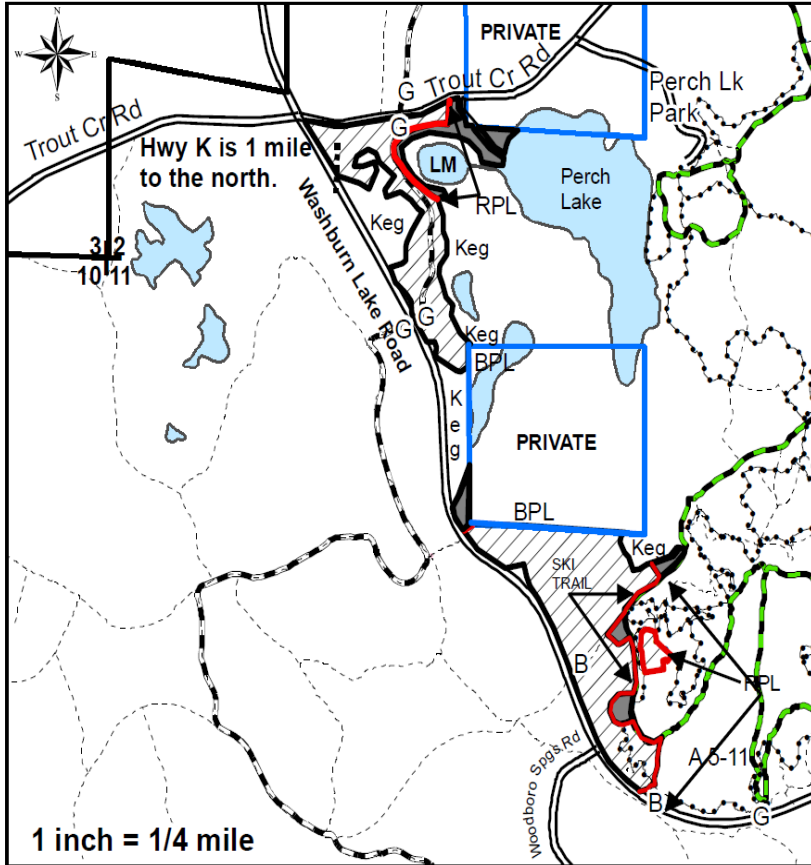 N
W
E
S
PRIVATE
G
Trout Cr Rd
Perch Lk
Park
Trout Cr Rd
G
Hwy K is 1 mile
to the north.
LM
Perch
Lake
RPL
Washburn Lake Road
Keg
Keg
3 2
10 11
G
G
Keg
BPL
Keg
PRIVATE
BPL
Keg
SKI
TRAIL
B
RPL
A 5-11
Woodboro Spgs Rd
B
G
1 inch = 1/4 mile